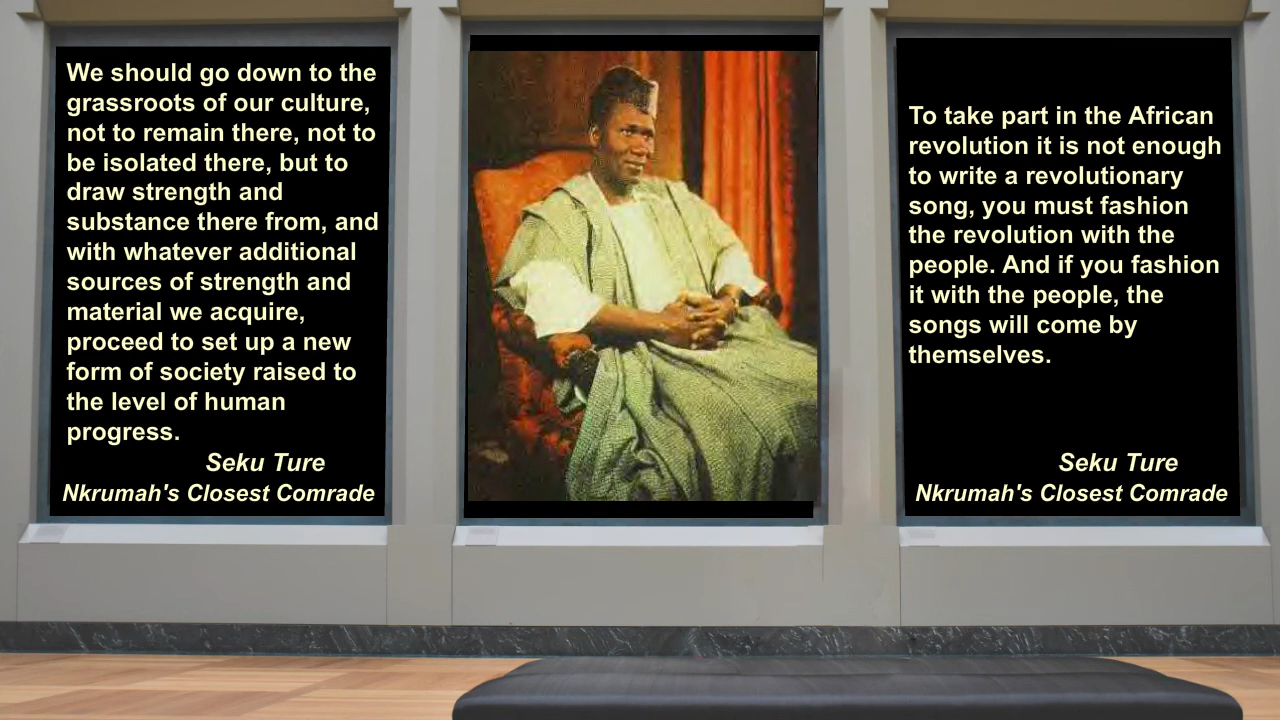 We should go down to the
grassroots of our culture,
not to remain there, not to
be isolated there, but to
draw strength and
substance there from, and
with whatever additional
sources of strength and
material we acquire,
proceed to set up a new
form of society raised to
the level of human
progress.
Seku Ture
Nkrumah's Closest Comrade
To take part in the African
revolution it is not enough
to write a revolutionary
song, you must fashion
the revolution with the
people. And if you fashion
it with the people, the
songs will come by
themselves.
Seku Ture
Nkrumah's Closest Comrade